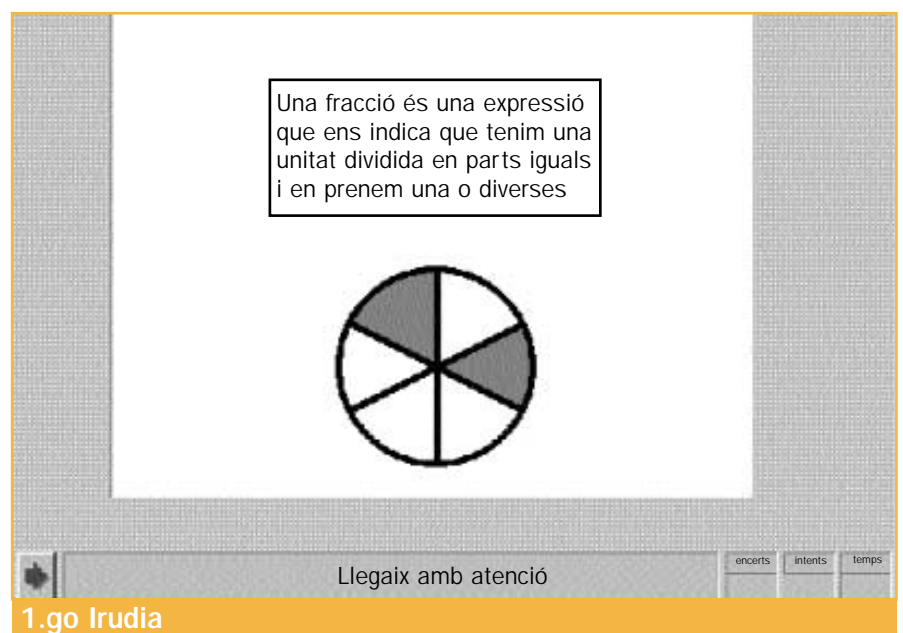 Una fracció és una expressió
que ens indica que tenim una
unitat dividida en parts iguals
i en prenem una o diverses
Llegaix amb atenció
encerts
intents
temps
1.go Irudia